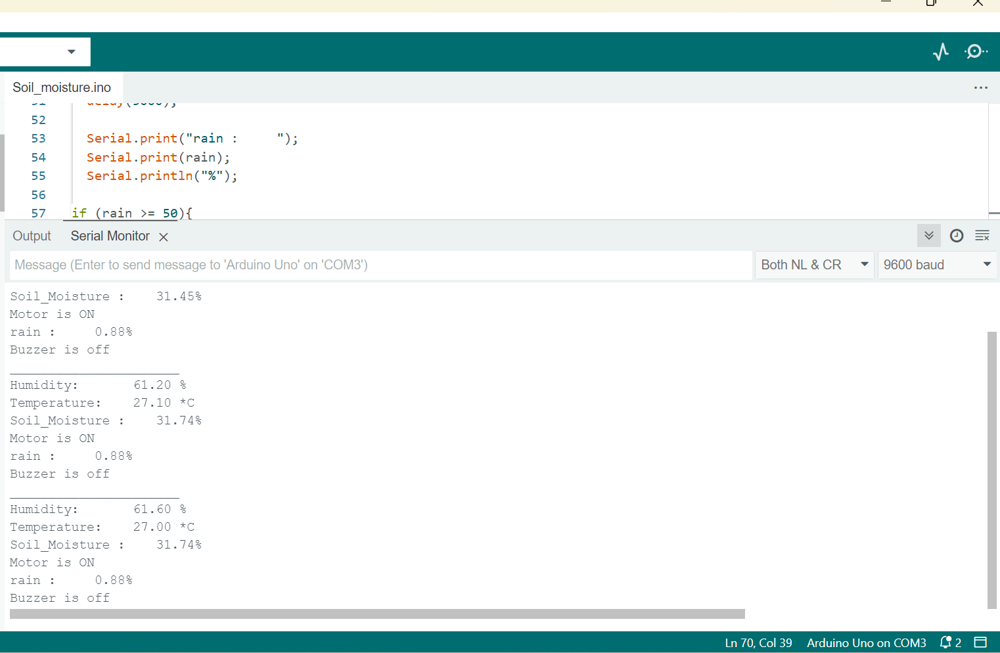 Soil_moisture.ino
52
53 Serial.print("rain :     ");
54 Serial.print(rain);
55 Serial.println("%");
56
57 if (rain >= 50){
Output Serial Monitor
Message (Enter to send message to 'Arduino Uno' on 'COM3') Both NL & CR 9600 baud
Soil_Moisture :    31.45%
Motor is ON
rain :     0.88%
Buzzer is off
Humidity:       61.20 %
Temperature:    27.10 *C
Soil_Moisture :    31.74%
Motor is ON
rain :     0.88%
Buzzer is off
Humidity:       61.60 %
Temperature:    27.00 *C
Soil_Moisture :    31.74%
Motor is ON
rain :     0.88%
Buzzer is off
Ln 70, Col 39 Arduino Uno on COM3 2